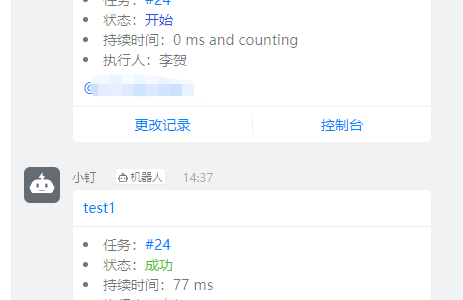 任务：#24
状态：开始
持续时间：0 ms and counting
执行人：李贺
@
更改记录 控制台
小钉 机器人 14:37
test1
任务：#24
状态：成功
持续时间：77 ms